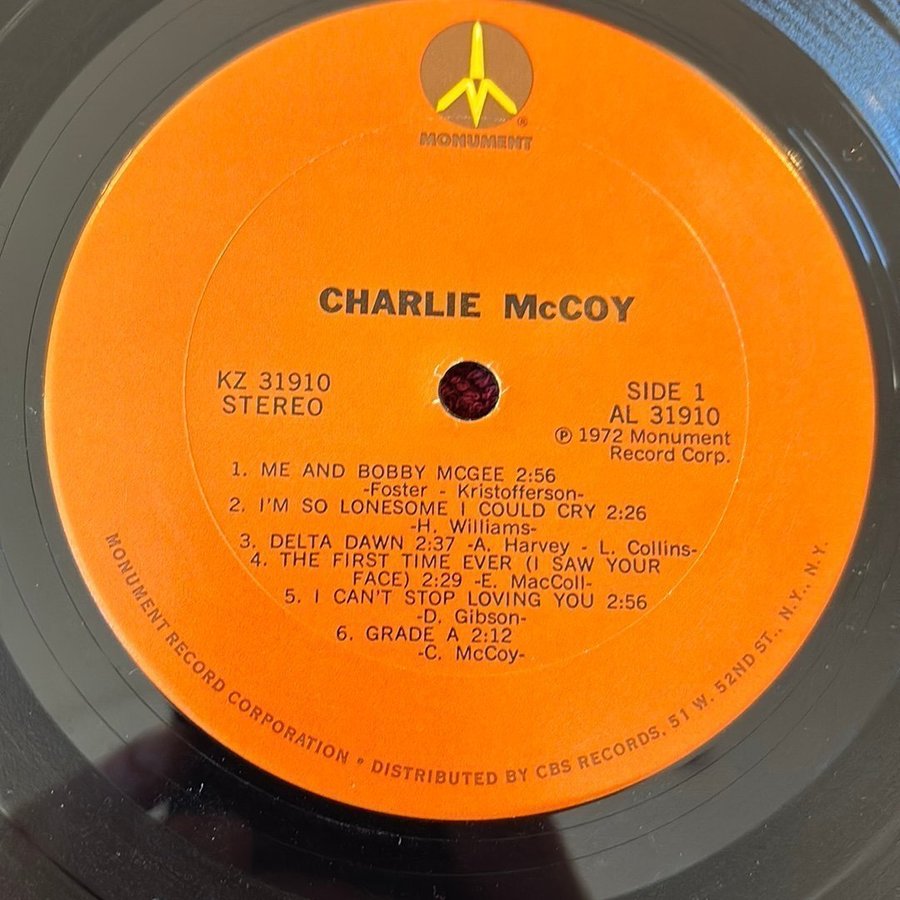 ®
MONUMENT
CHARLIE McCOY
KZ 31910
STEREO
SIDE 1
AL 31910
℗ 1972 Monument
Record Corp.
1. ME AND BOBBY MCGEE 2:56
-Foster - Kristofferson-
2. I'M SO LONESOME I COULD CRY 2:26
-H. Williams-
3. DELTA DAWN 2:37 -A. Harvey - L. Collins-
4. THE FIRST TIME EVER (I SAW YOUR
FACE) 2:29 -E. MacColl-
5. I CAN'T STOP LOVING YOU 2:56
-D. Gibson-
6. GRADE A 2:12
-C. McCoy-
MONUMENT RECORD CORPORATION • DISTRIBUTED BY CBS RECORDS, 51 W. 52ND ST., N.Y., N.Y.